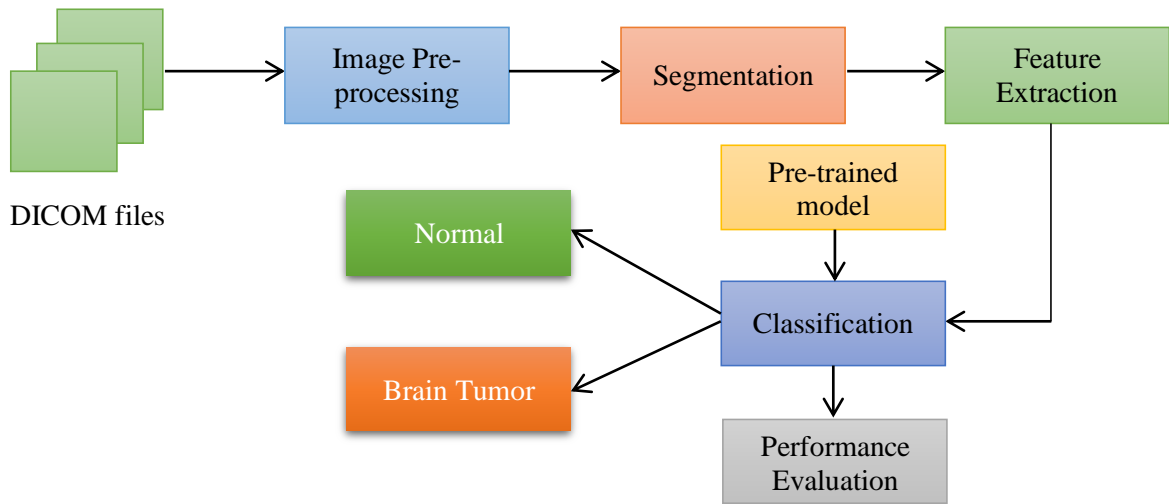 DICOM files
Image Pre-
processing
Segmentation
Feature
Extraction
Pre-trained
model
Normal
Classification
Brain Tumor
Performance
Evaluation